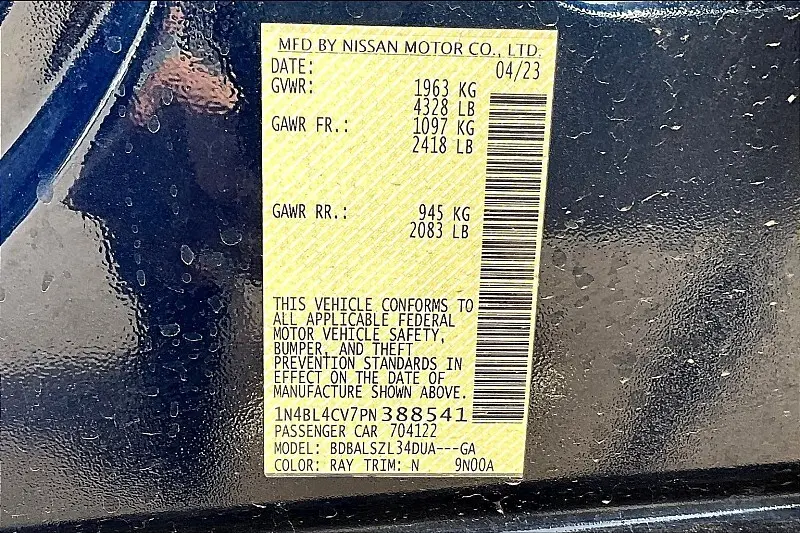 MFD BY NISSAN MOTOR CO., LTD.
DATE: 04/23
GVWR: 1963 KG
4328 LB
GAWR FR.: 1097 KG
2418 LB
GAWR RR.: 945 KG
2083 LB
THIS VEHICLE CONFORMS TO
ALL APPLICABLE FEDERAL
MOTOR VEHICLE SAFETY,
BUMPER, AND THEFT
PREVENTION STANDARDS IN
EFFECT ON THE DATE OF
MANUFACTURE SHOWN ABOVE.
1N4BL4CV7PN388541
PASSENGER CAR 704122
MODEL: BDBALSZL34DUA---GA
COLOR: RAY TRIM: N 9N00A